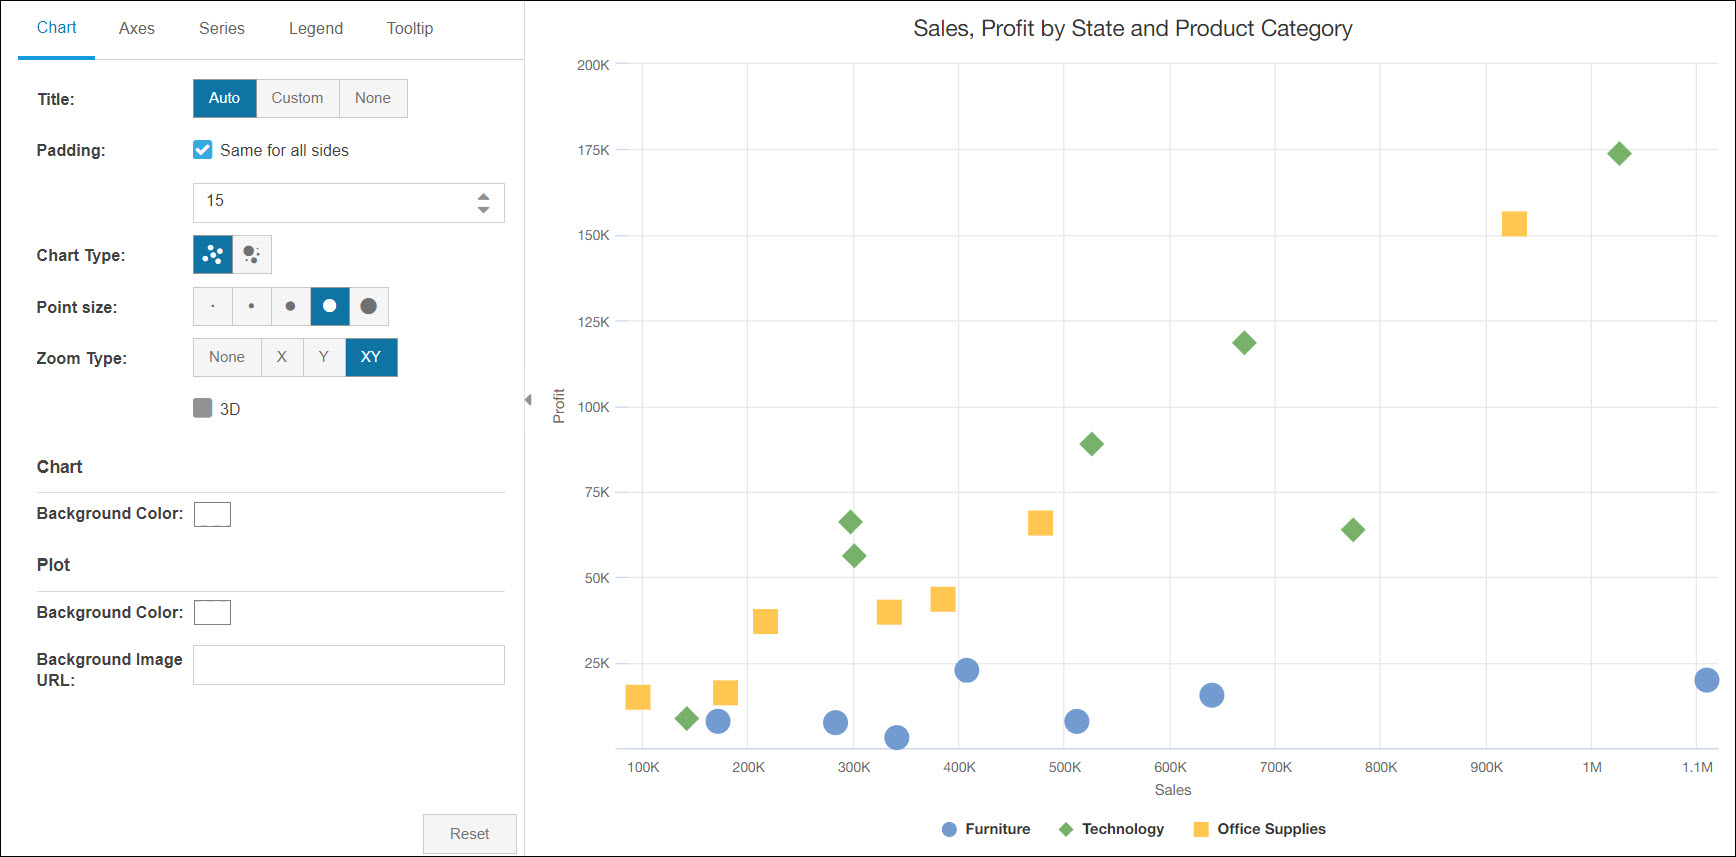 Chart Axes Series Legend Tooltip
Title: Auto Custom None
Padding: Same for all sides
15
Chart Type:
Point size:
Zoom Type: None X Y XY
3D
Chart
Background Color:
Plot
Background Color:
Background Image
URL:
Reset
Sales, Profit by State and Product Category
200K
175K
150K
125K
100K
75K
50K
25K
Profit
100K 200K 300K 400K 500K 600K 700K 800K 900K 1M 1.1M
Sales
Furniture Technology Office Supplies